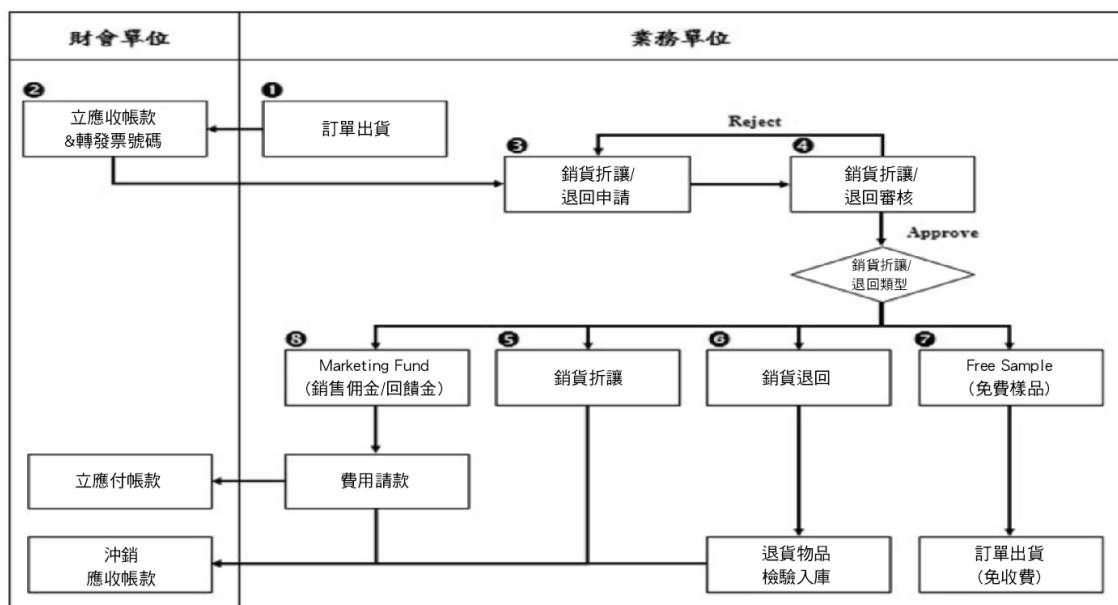 財會單位
業務單位
❷
❶
立應收帳款
&轉發票號碼
訂單出貨
Reject
❸
❹
銷貨折讓/
退回申請
銷貨折讓/
退回審核
Approve
銷貨折讓/
退回類型
❽
❺
❻
❼
Marketing Fund
(銷售佣金/回饋金)
銷貨折讓
銷貨退回
Free Sample
(免費樣品)
立應付帳款
費用請款
沖銷
應收帳款
退貨物品
檢驗入庫
訂單出貨
(免收費)